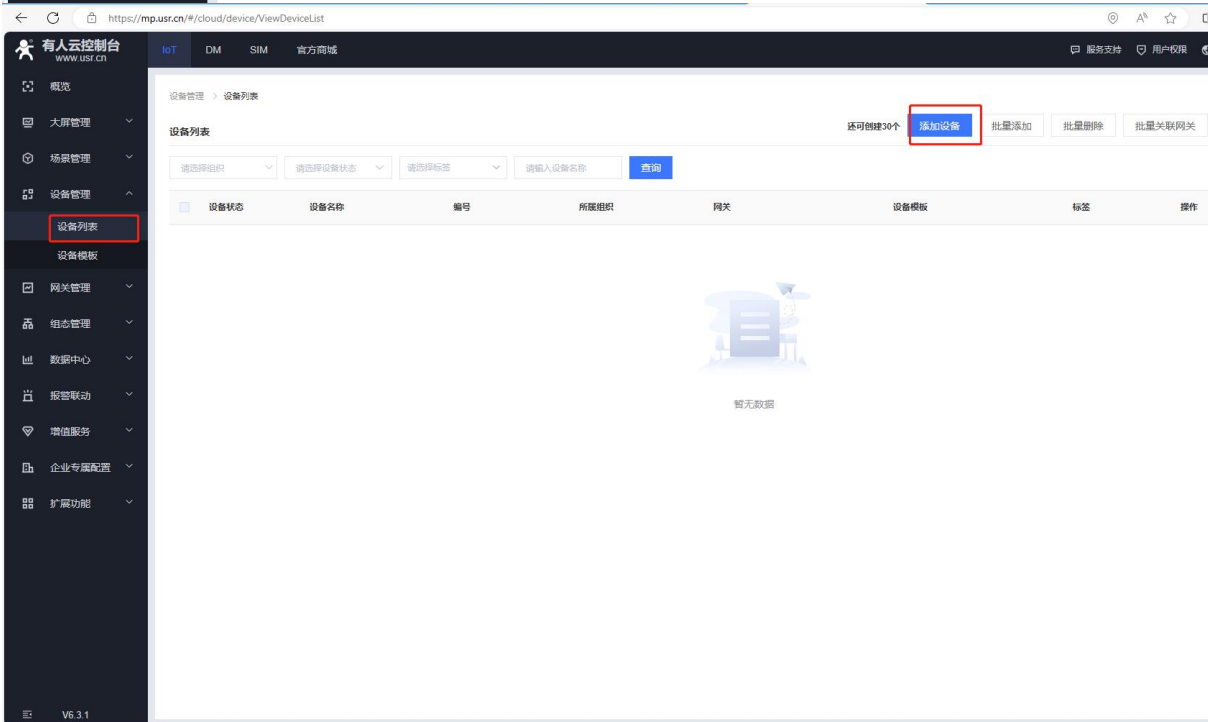 https://mp.usr.cn/#/cloud/device/ViewDeviceList
有人云控制台
www.usr.cn
IoT DM SIM 官方商城
服务支持 用户权限
概览
大屏管理
场景管理
设备管理
设备列表
设备模板
网关管理
组态管理
数据中心
报警联动
增值服务
企业专属配置
扩展功能
V6.3.1
设备管理 > 设备列表
设备列表
还可创建30个 添加设备 批量添加 批量删除 批量关联网关
请选择组织 请选择设备状态 请选择标签 请输入设备名称 查询
设备状态 设备名称 编号 所属组织 网关 设备模板 标签 操作
暂无数据